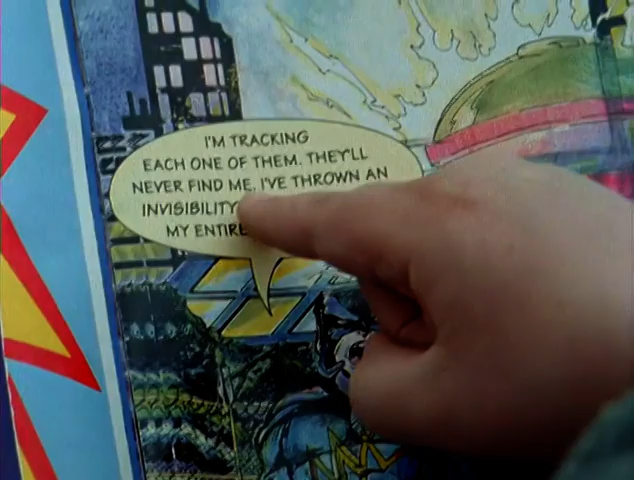 I'M TRACKING
EACH ONE OF THEM. THEY'LL
NEVER FIND ME, I'VE THROWN AN
INVISIBILITY
MY ENTIRE